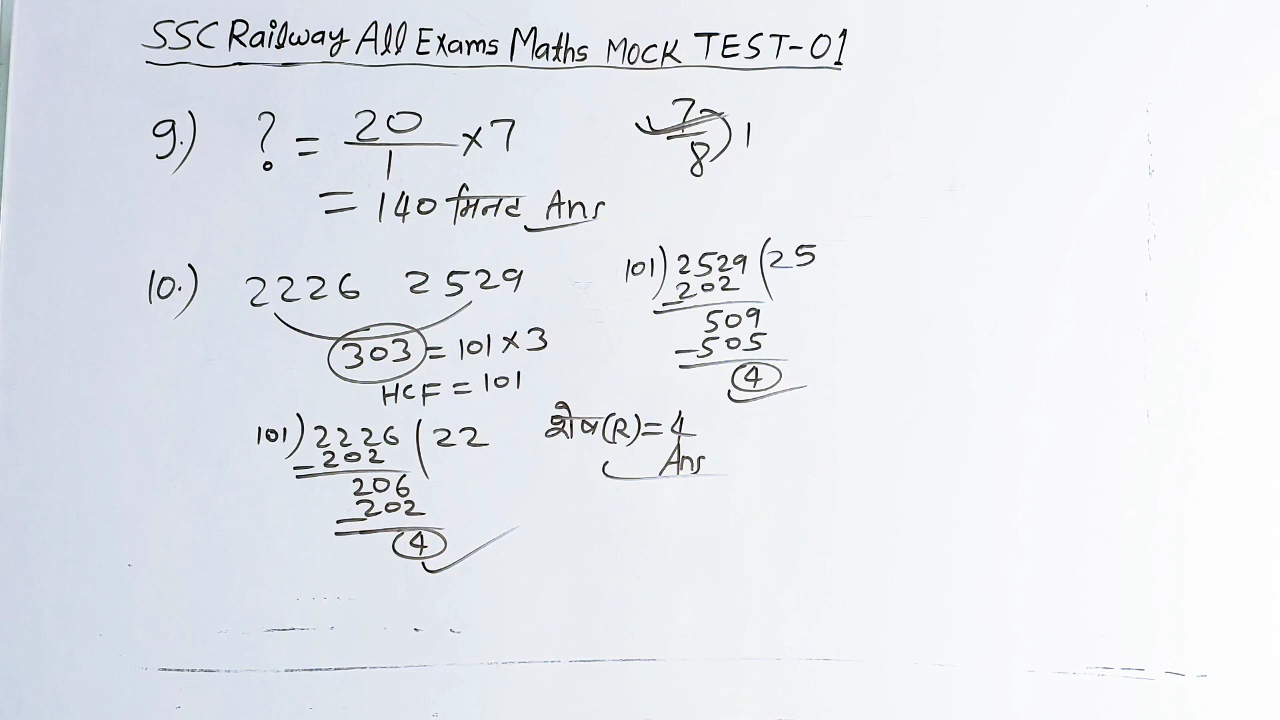 SSC Railway All Exams Maths MOCK TEST-01
9.) ? = 20/1 × 7
7/8) 1
= 140 मिनट Ans
10.) 2226 2529
303 = 101 × 3
HCF = 101
101) 2529 (25
- 202
509
- 505
4
101) 2226 (22
- 202
206
- 202
4
शेष (R) = 4
Ans